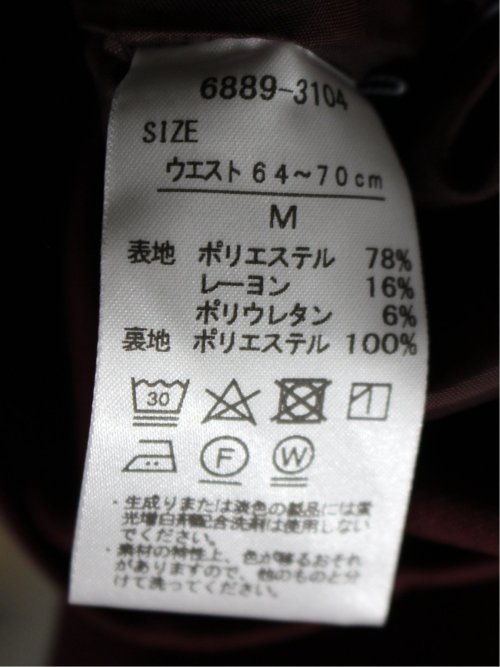 6889-3104
SIZE
ウエスト 64~70cm
M
表地 ポリエステル 78%
レーヨン 16%
ポリウレタン 6%
裏地 ポリエステル 100%
30
F W
・生成りまたは淡色の製品には蛍
光増白剤配合洗剤は使用しない
でください。
・素材の特性上、色が移るおそれ
がありますので、他のものと分
けて洗ってください。